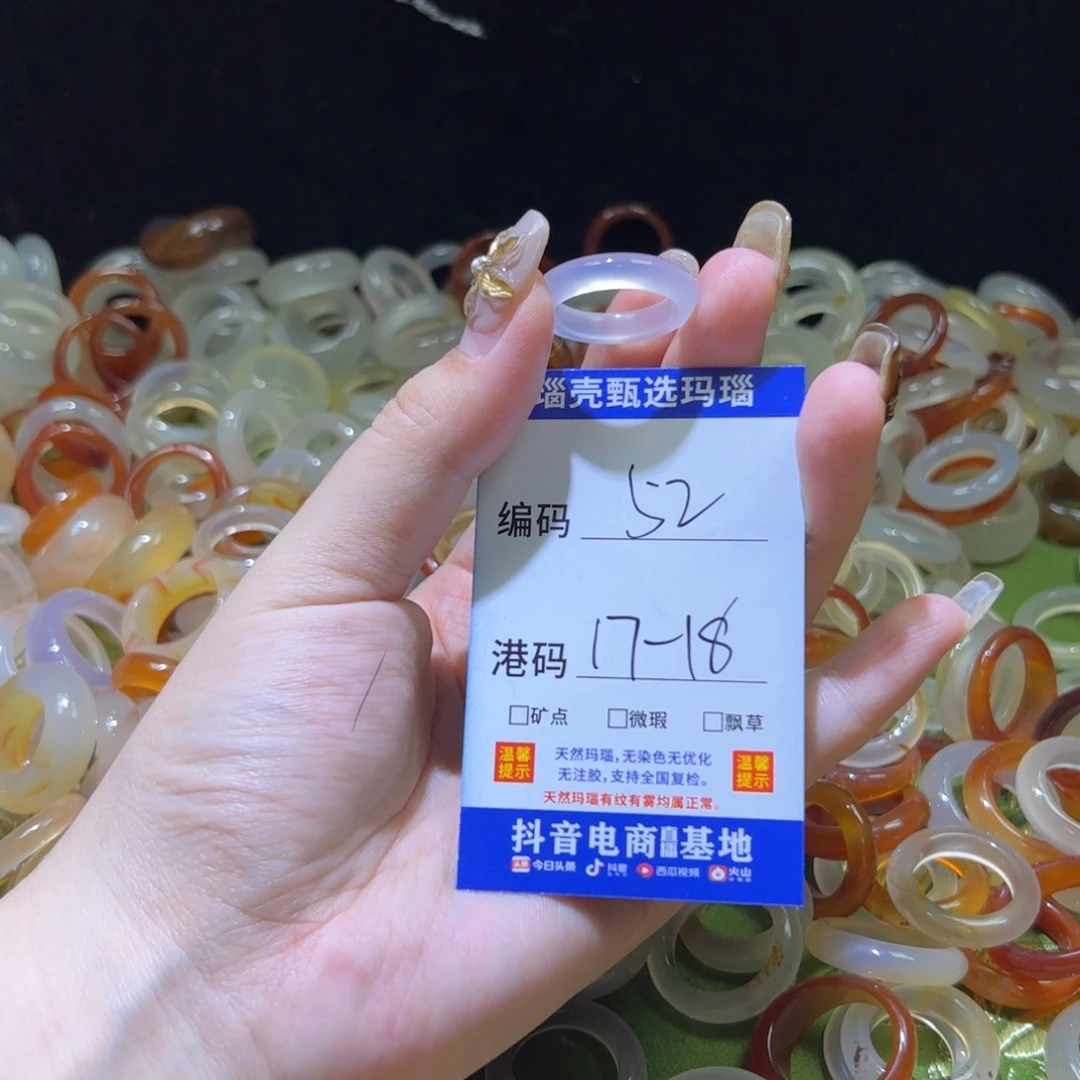 瑙壳甄选玛瑙
编码 52
港码 17-18
□矿点 □微瑕 □飘草
温馨提示 天然玛瑙,无染色无优化 温馨提示
无注胶,支持全国复检。
天然玛瑙有纹有雾均属正常。
抖音电商直播基地
头条 今日头条 抖音 西瓜视频 火山